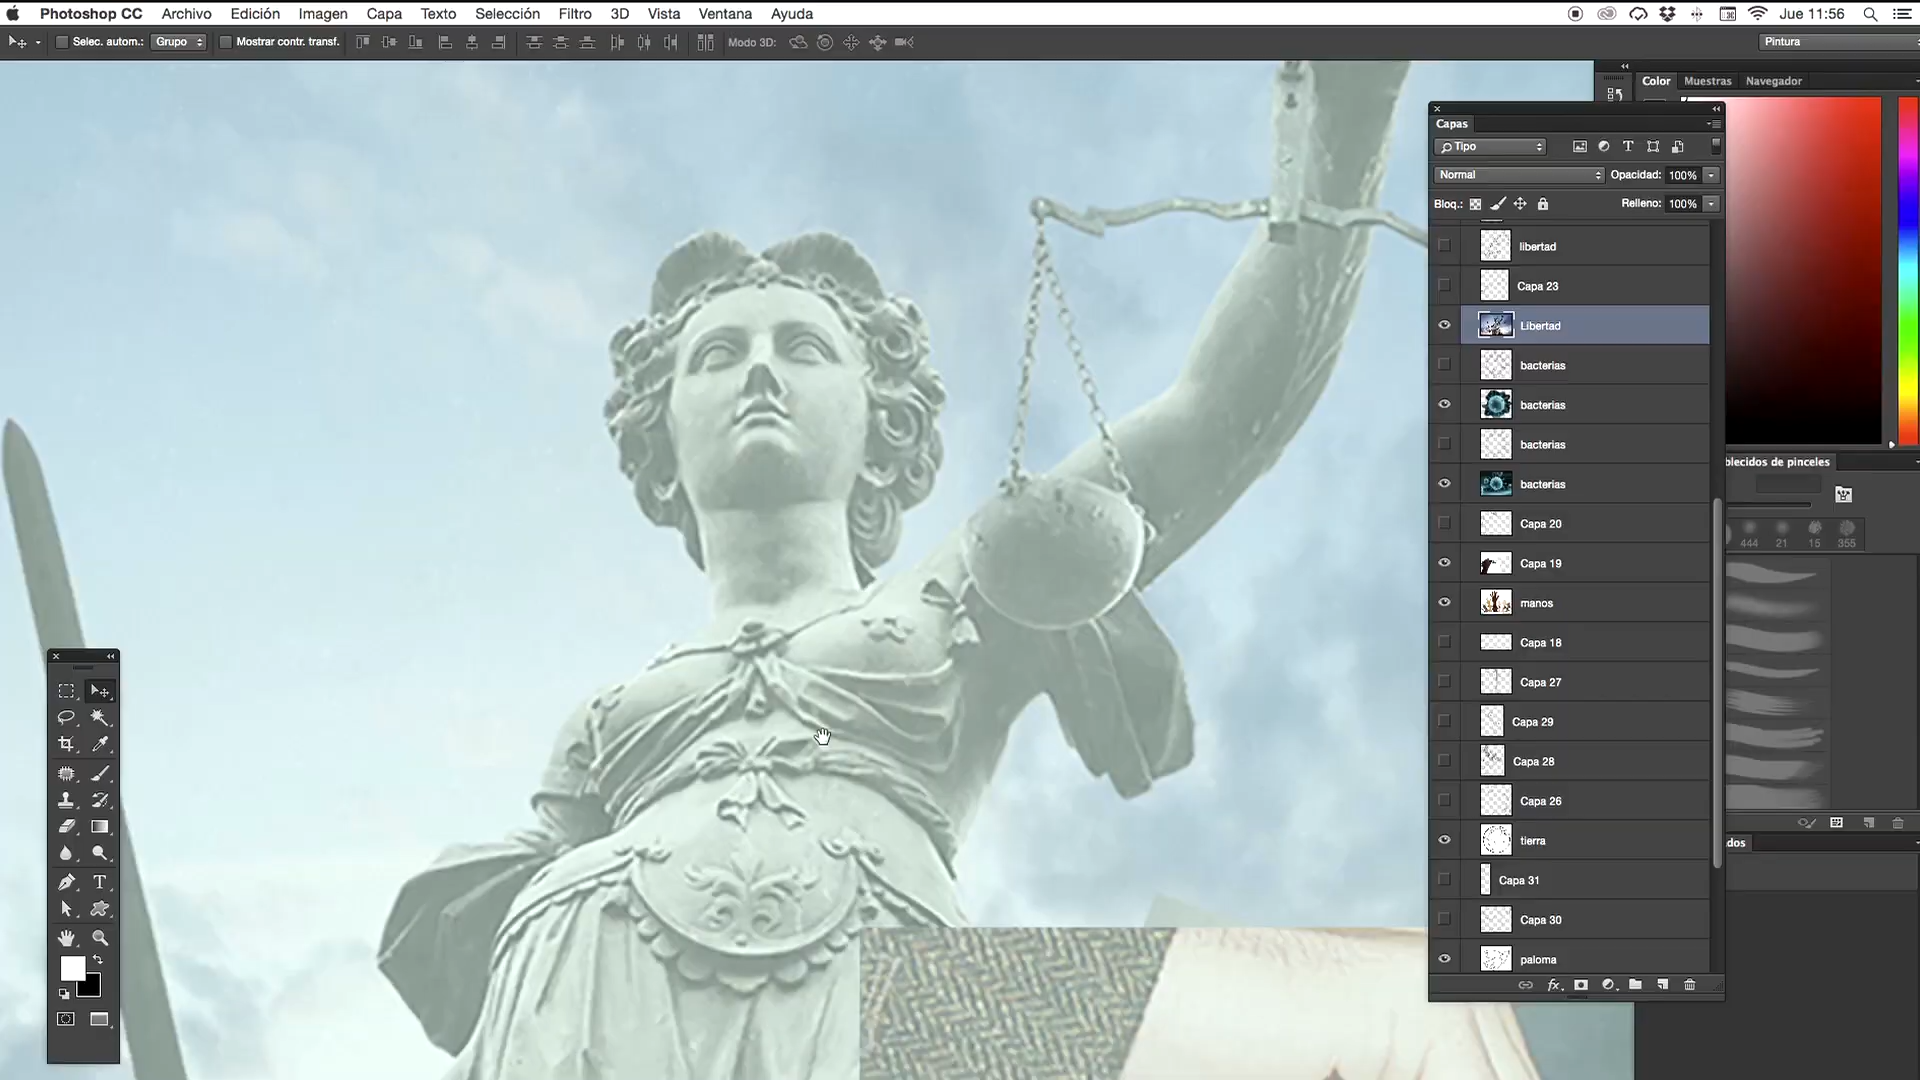 Photoshop CC Archivo Edición Imagen Capa Texto Selección Filtro 3D Vista Ventana Ayuda Jue 11:56
Selec. autom.: Grupo Mostrar contr. transf. Modo 3D: Pintura
Color Muestras Navegador
Capas
Tipo
Normal Opacidad: 100%
Bloq.: Relleno: 100%
libertad
Capa 23
Libertad
bacterias
bacterias
bacterias
bacterias
Capa 20
Capa 19
manos
Capa 18
Capa 27
Capa 29
Capa 28
Capa 26
tierra
Capa 31
Capa 30
paloma
blecidos de pinceles
444 21 15 355
dos